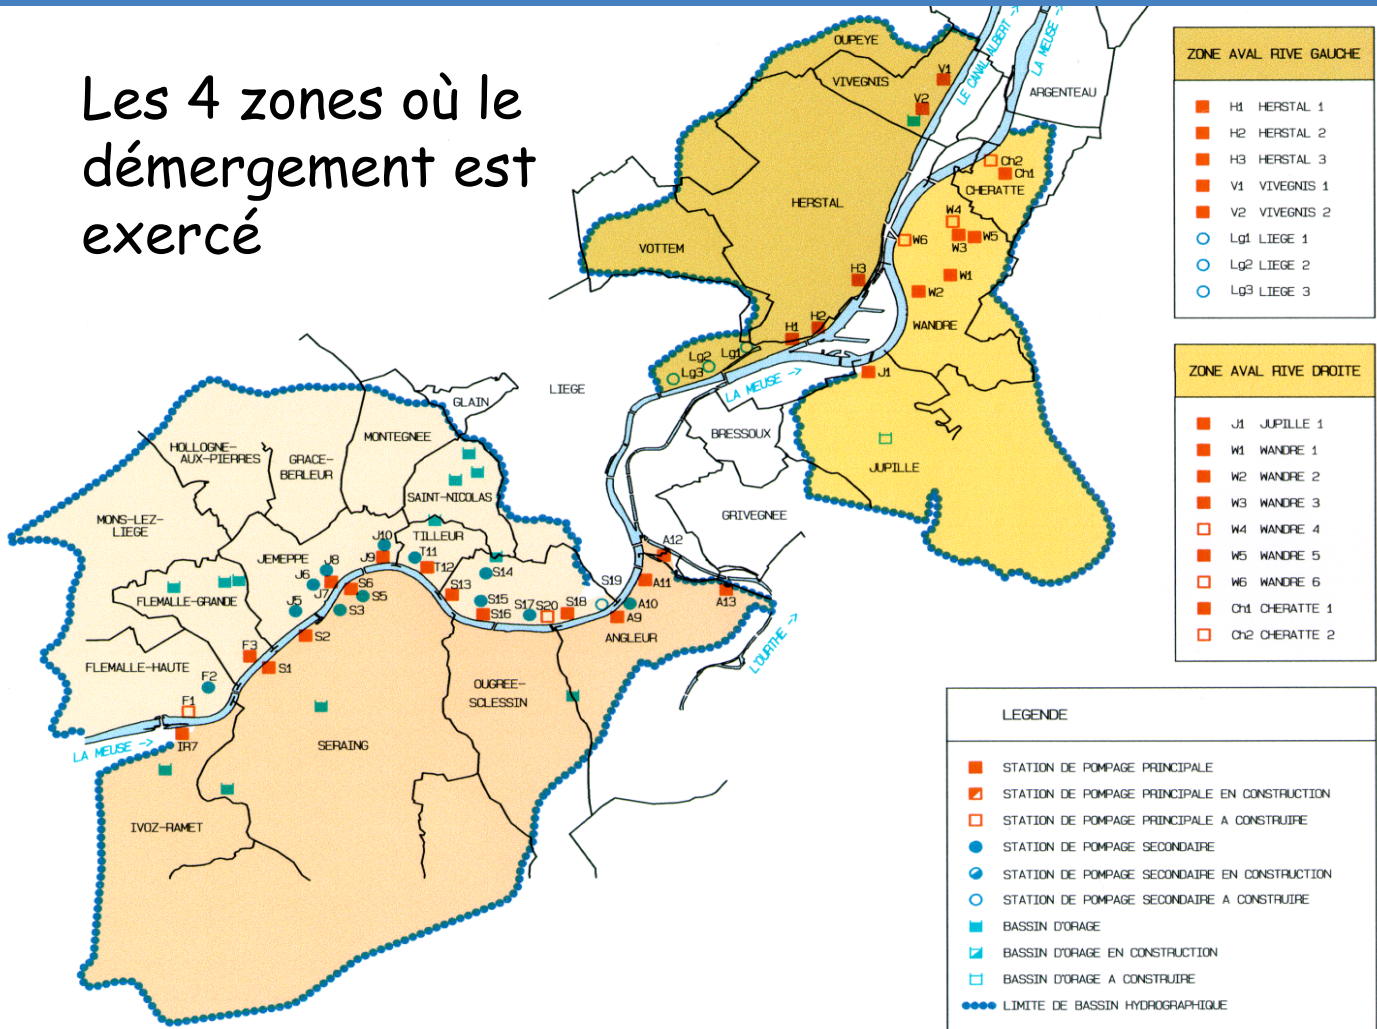 Les 4 zones où le
démergement est
exercé
OUPEYE
VIVEGNIS
V1
V2
LE CANAL ALBERT ->
LA MEUSE ->
ARGENTEAU
Ch2
Ch1
CHERATTE
HERSTAL
W4
W6
W3
W5
VOTTEM
H3
W1
W2
H2
H1
WANDRE
Lg1
Lg2
Lg3
J1
LA MEUSE ->
LIEGE
GLAIN
BRESSOUX
MONTEGNEE
HOLLOGNE-
AUX-PIERRES
GRACE-
BERLEUR
JUPILLE
SAINT-NICOLAS
GRIVEGNEE
MONS-LEZ-
LIEGE
TILLEUR
J10
T11
A12
JEMEPPE
J8
J9
T12
S14
J6
J7
S6
S13
S19
A11
A13
FLEMALLE-GRANDE
J5
S5
S3
S15
S16
S17
S20
S18
A10
A9
ANGLEUR
S2
F3
S1
FLEMALLE-HAUTE
F2
L'OURTHE ->
OUGREE-
SCLESSIN
F1
IR7
LA MEUSE ->
SERAING
IVOZ-RAMET
ZONE AVAL RIVE GAUCHE
H1 HERSTAL 1
H2 HERSTAL 2
H3 HERSTAL 3
V1 VIVEGNIS 1
V2 VIVEGNIS 2
Lg1 LIEGE 1
Lg2 LIEGE 2
Lg3 LIEGE 3
ZONE AVAL RIVE DROITE
J1 JUPILLE 1
W1 WANDRE 1
W2 WANDRE 2
W3 WANDRE 3
W4 WANDRE 4
W5 WANDRE 5
W6 WANDRE 6
Ch1 CHERATTE 1
Ch2 CHERATTE 2
LEGENDE
STATION DE POMPAGE PRINCIPALE
STATION DE POMPAGE PRINCIPALE EN CONSTRUCTION
STATION DE POMPAGE PRINCIPALE A CONSTRUIRE
STATION DE POMPAGE SECONDAIRE
STATION DE POMPAGE SECONDAIRE EN CONSTRUCTION
STATION DE POMPAGE SECONDAIRE A CONSTRUIRE
BASSIN D'ORAGE
BASSIN D'ORAGE EN CONSTRUCTION
BASSIN D'ORAGE A CONSTRUIRE
LIMITE DE BASSIN HYDROGRAPHIQUE